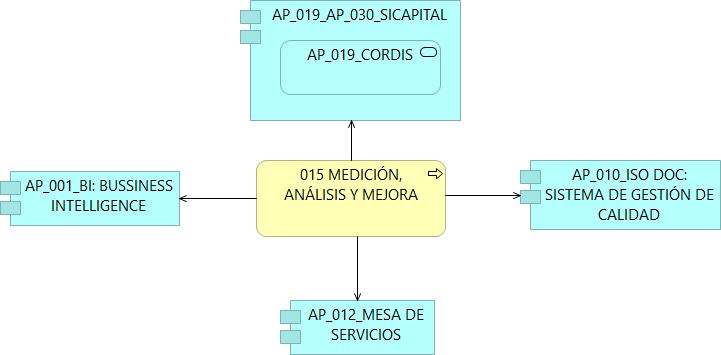 AP_019_AP_030_SICAPITAL
AP_019_CORDIS
015 MEDICIÓN,
ANÁLISIS Y MEJORA
AP_001_BI: BUSSINESS
INTELLIGENCE
AP_010_ISO DOC:
SISTEMA DE GESTIÓN DE
CALIDAD
AP_012_MESA DE
SERVICIOS